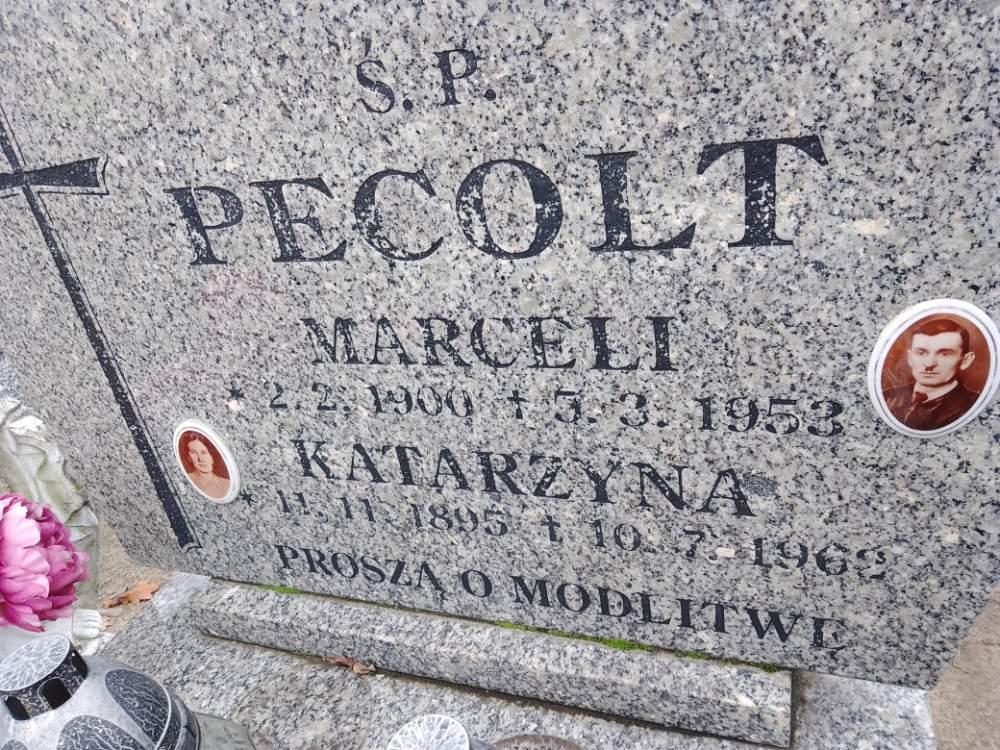 Ś. P.
PECOLT
MARCELI
* 2. 2. 1900 † 5. 3. 1953
KATARZYNA
* 11. 11. 1895 † 10. 7. 1962
PROSZĄ O MODLITWĘ